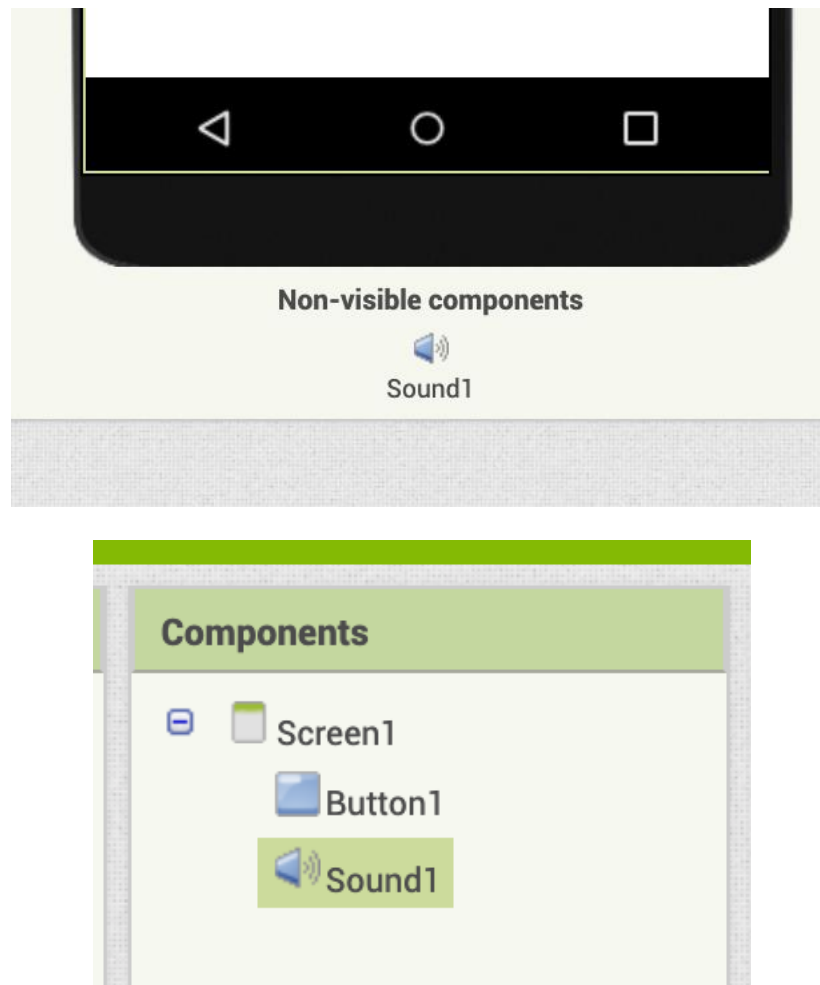 Non-visible components
Sound1
Components
Screen1
Button1
Sound1